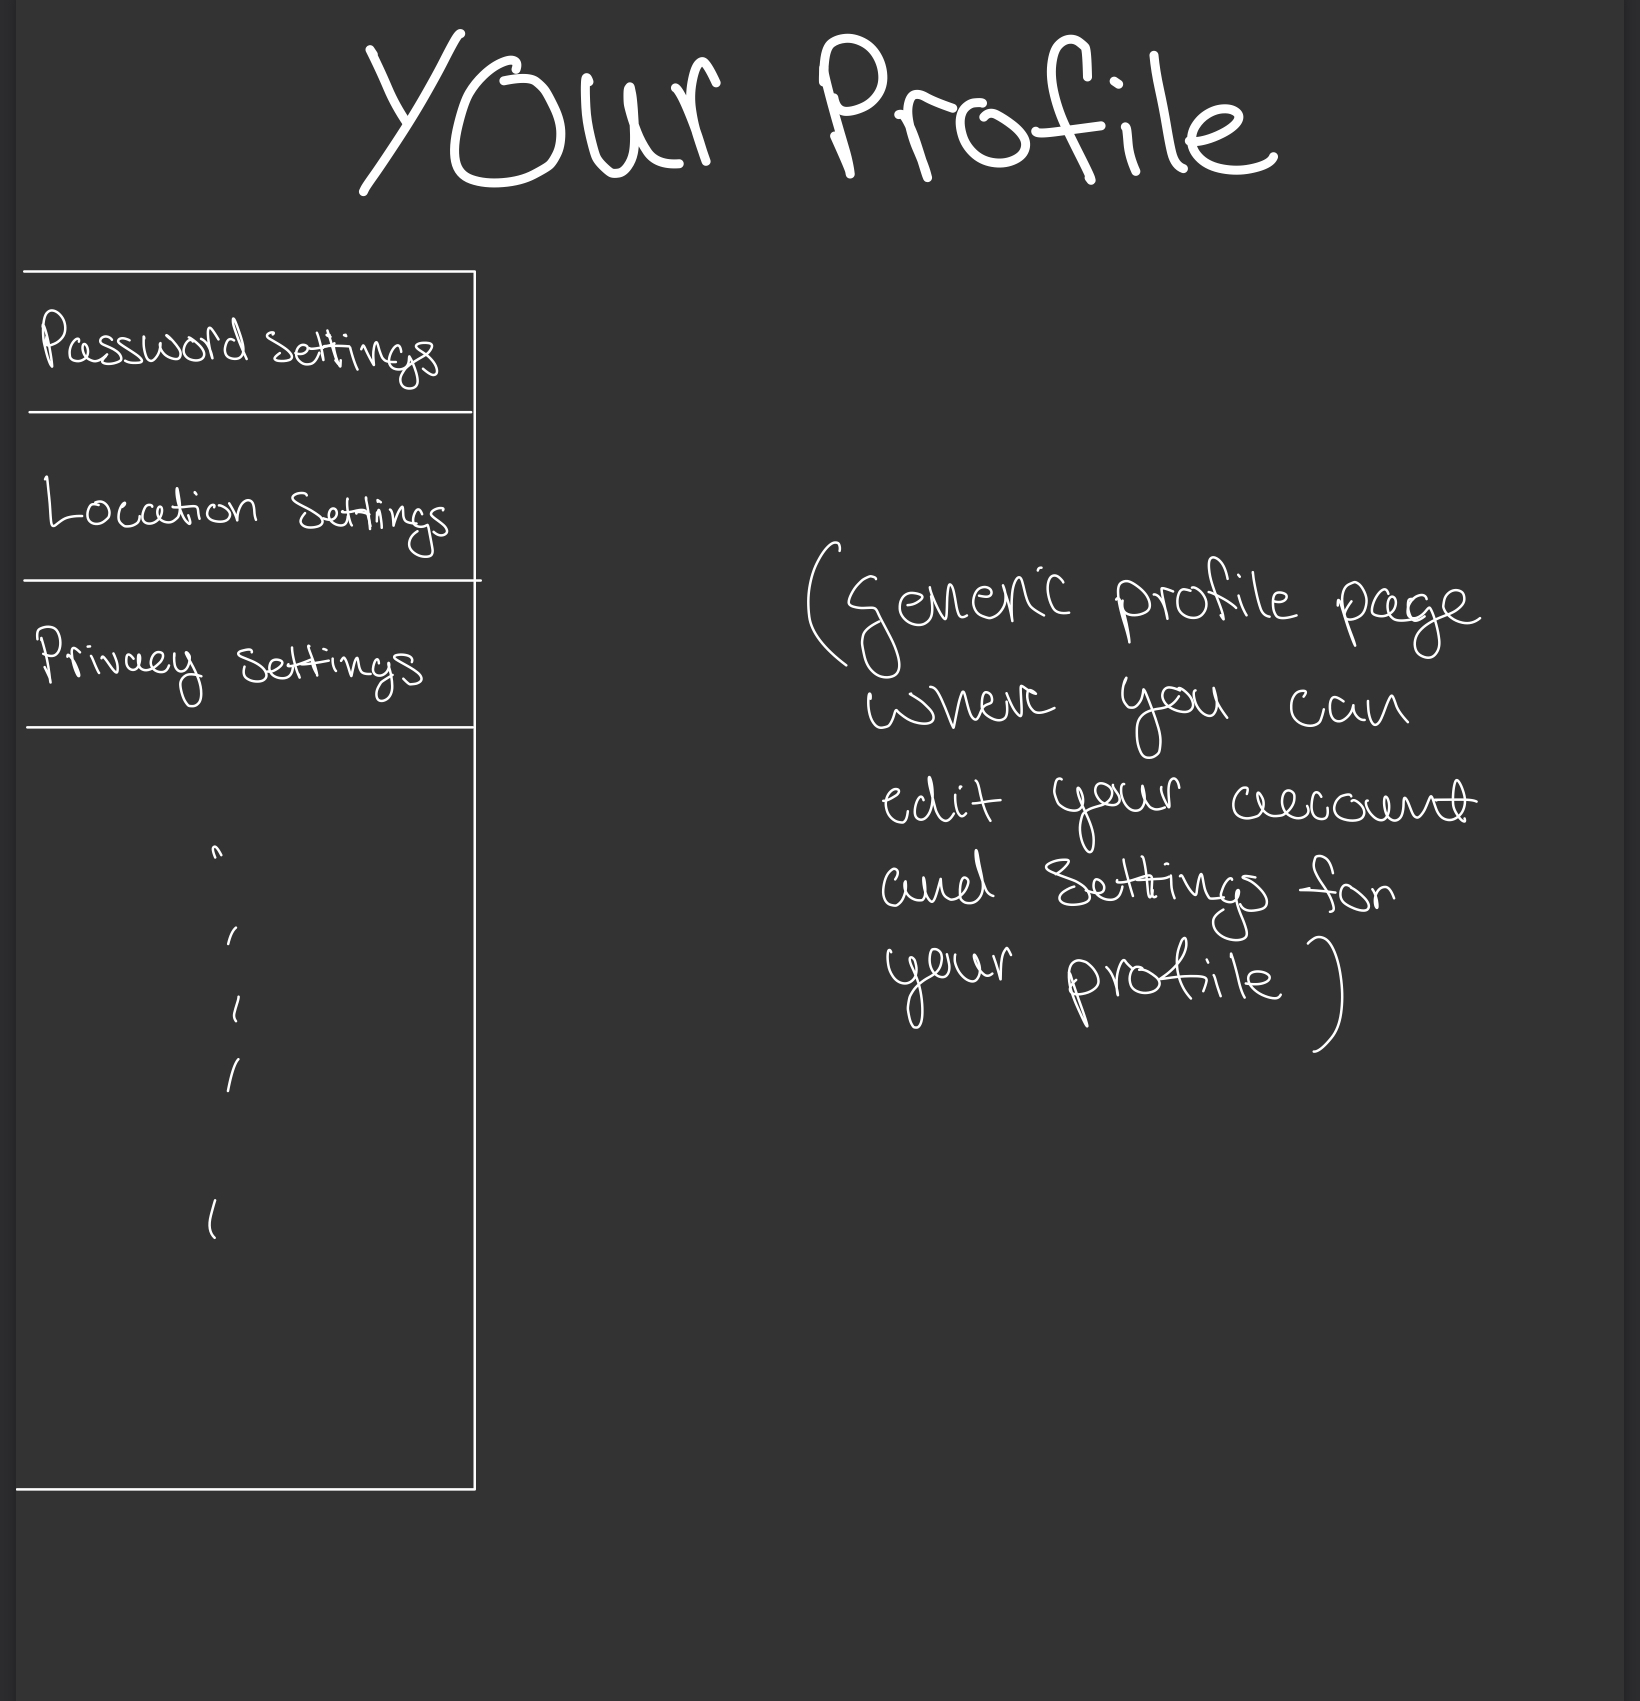 Your Profile
Password Settings
Location Settings
Privacy Settings
(generic profile page
where you can
edit your account
and settings for
your profile)